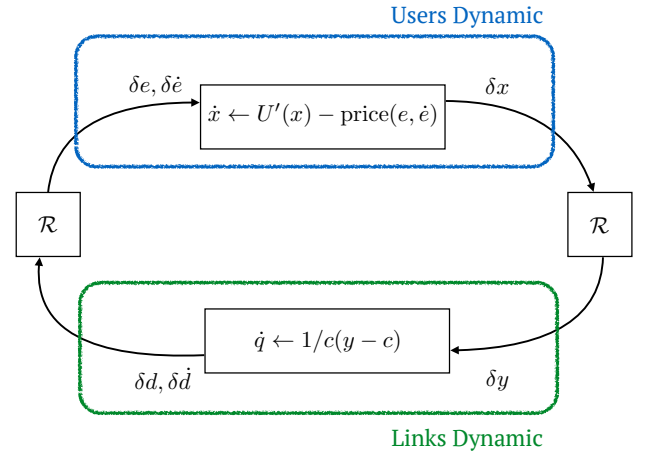 Users Dynamic
δe, δė
ẋ ← U′(x) − price(e, ė)
δx
ℛ
ℛ
q̇ ← 1/c(y − c)
δd, δḋ
δy
Links Dynamic